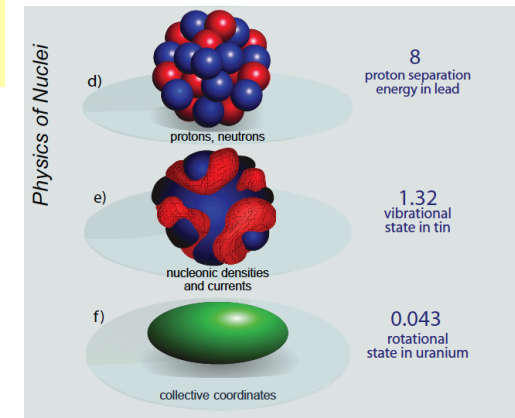 Physics of Nuclei
d)
protons, neutrons
8
proton separation
energy in lead
e)
nucleonic densities
and currents
1.32
vibrational
state in tin
f)
collective coordinates
0.043
rotational
state in uranium